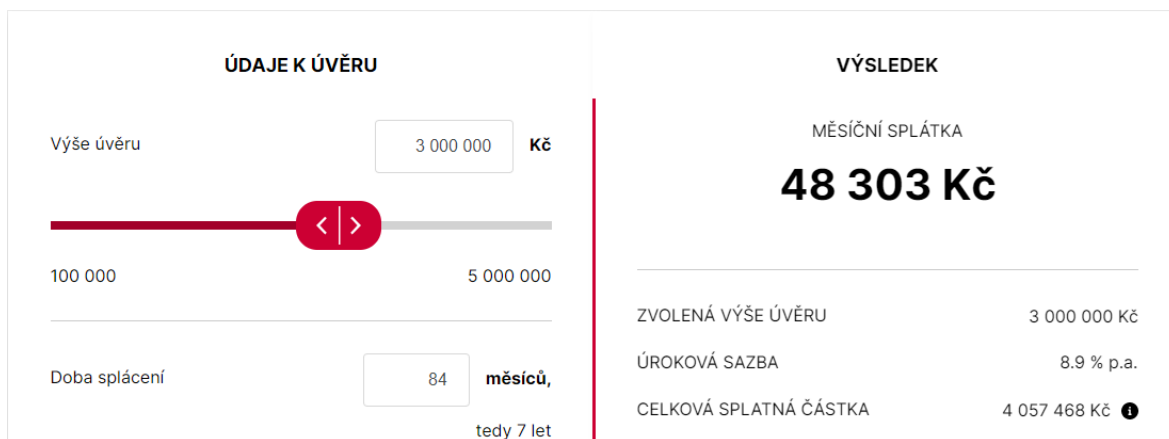 ÚDAJE K ÚVĚRU
Výše úvěru 3 000 000 Kč
100 000 5 000 000
Doba splácení 84 měsíců,
tedy 7 let
VÝSLEDEK
MĚSÍČNÍ SPLÁTKA
48 303 Kč
ZVOLENÁ VÝŠE ÚVĚRU 3 000 000 Kč
ÚROKOVÁ SAZBA 8.9 % p.a.
CELKOVÁ SPLATNÁ ČÁSTKA 4 057 468 Kč